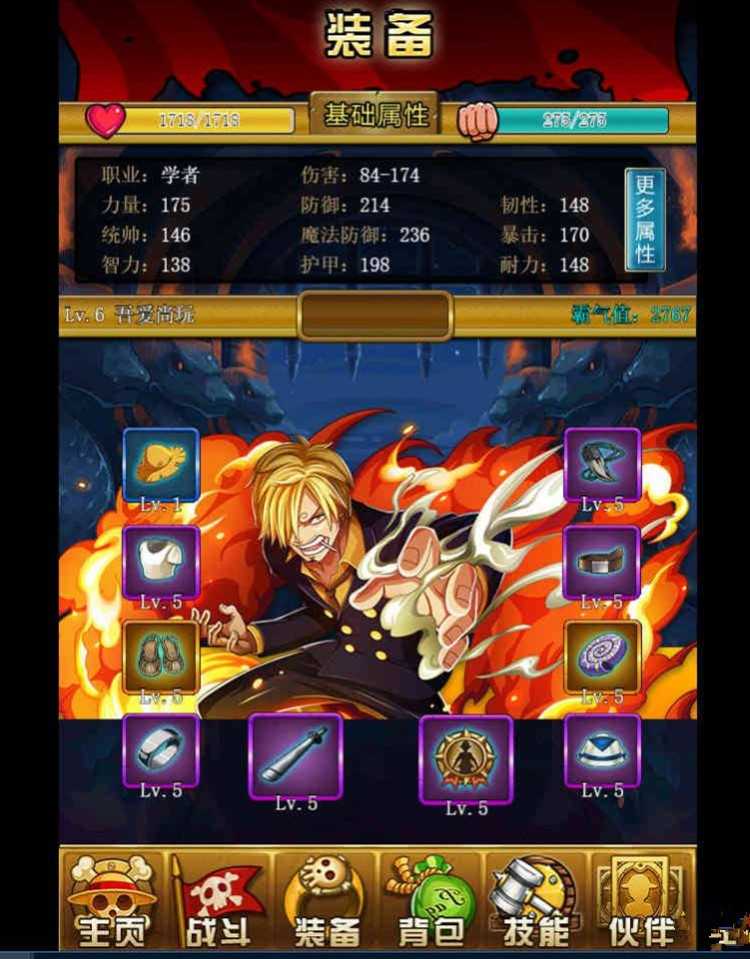 装备
1718/1718 基础属性 275/275
职业：学者 伤害：84-174
力量：175 防御：214 韧性：148
统帅：146 魔法防御：236 暴击：170
智力：138 护甲：198 耐力：148
更多属性
Lv.6 吾爱尚玩 霸气值：2767
Lv.1 Lv.5
Lv.5 Lv.5
Lv.5 Lv.5
Lv.5 Lv.5 Lv.5 Lv.5
主页 战斗 装备 背包 技能 伙伴